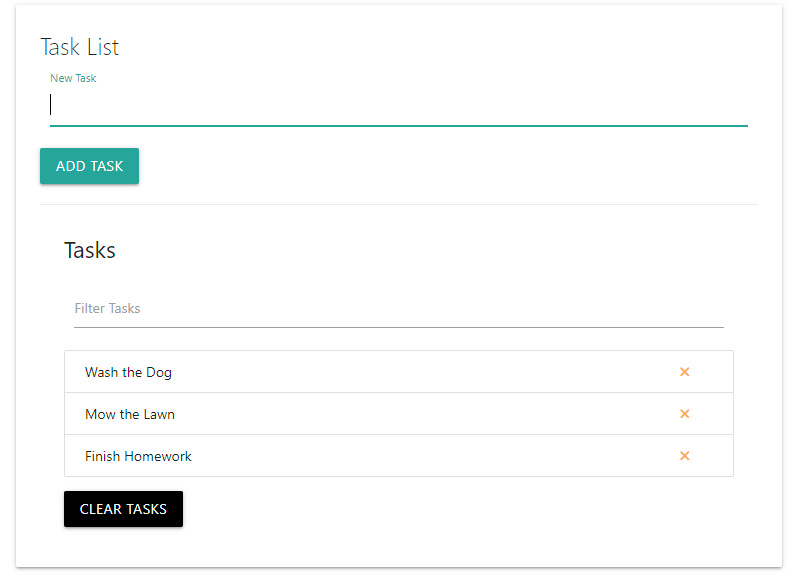 Task List
New Task
ADD TASK
Tasks
Filter Tasks
Wash the Dog
Mow the Lawn
Finish Homework
CLEAR TASKS